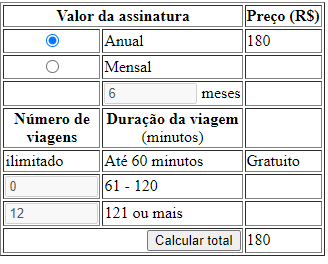 Valor da assinatura Preço (R$)
Anual 180
Mensal
6 meses
Número de viagens Duração da viagem (minutos)
ilimitado Até 60 minutos Gratuito
0 61 - 120
12 121 ou mais
Calcular total 180